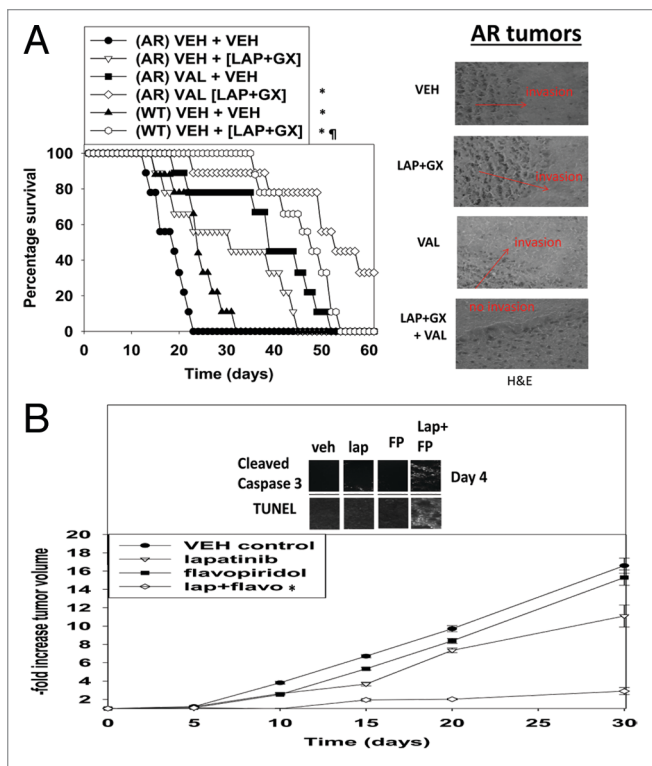 A
(AR) VEH + VEH
(AR) VEH + [LAP+GX]
(AR) VAL + VEH
(AR) VAL [LAP+GX] *
(WT) VEH + VEH *
(WT) VEH + [LAP+GX] * ¶
Percentage survival
100
80
60
40
20
0
0 10 20 30 40 50 60
Time (days)
AR tumors
VEH
invasion
LAP+GX
invasion
VAL
invasion
LAP+GX
+ VAL
no invasion
H&E
B
veh lap FP Lap+
FP
Cleaved
Caspase 3
Day 4
TUNEL
-fold increase tumor volume
20
18
16
14
12
10
8
6
4
2
VEH control
lapatinib
flavopiridol
lap+flavo *
0 5 10 15 20 30
Time (days)